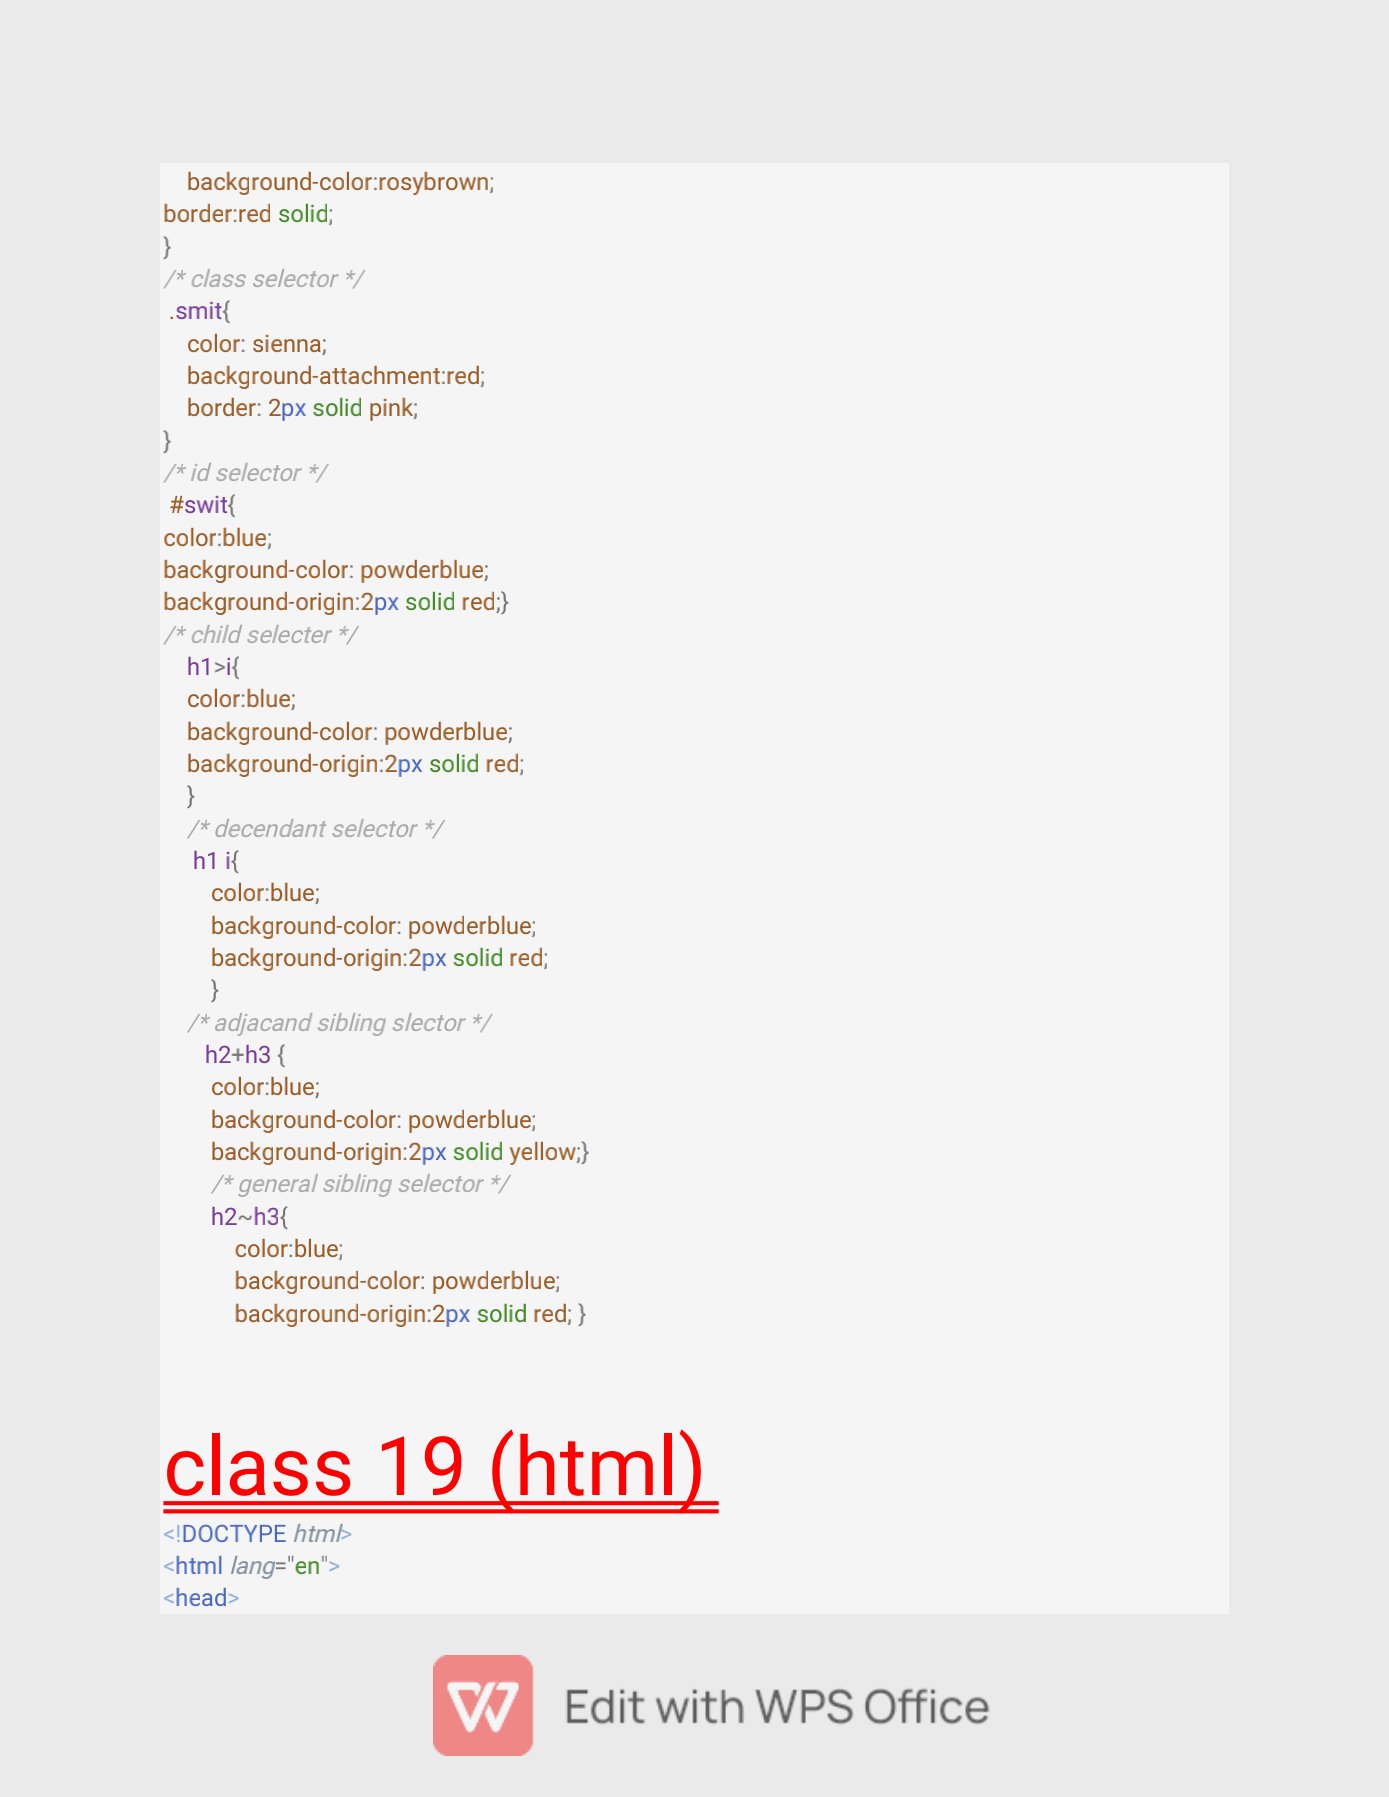 background-color:rosybrown;
border:red solid;
}
/* class selector */
.smit{
color: sienna;
background-attachment:red;
border: 2px solid pink;
}
/* id selector */
#swit{
color:blue;
background-color: powderblue;
background-origin:2px solid red;}
/* child selecter */
h1>i{
color:blue;
background-color: powderblue;
background-origin:2px solid red;
}
/* decendant selector */
h1 i{
color:blue;
background-color: powderblue;
background-origin:2px solid red;
}
/* adjacand sibling slector */
h2+h3 {
color:blue;
background-color: powderblue;
background-origin:2px solid yellow;}
/* general sibling selector */
h2~h3{
color:blue;
background-color: powderblue;
background-origin:2px solid red; }
class 19 (html)
<!DOCTYPE html>
<html lang="en">
<head>
Edit with WPS Office